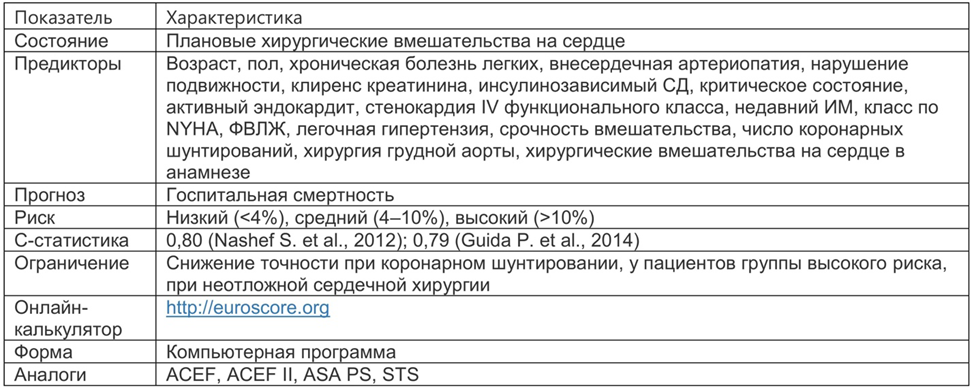 Показатель Характеристика
Состояние Плановые хирургические вмешательства на сердце
Предикторы Возраст, пол, хроническая болезнь легких, внесердечная артериопатия, нарушение
подвижности, клиренс креатинина, инсулинозависимый СД, критическое состояние,
активный эндокардит, стенокардия IV функционального класса, недавний ИМ, класс по
NYHA, ФВЛЖ, легочная гипертензия, срочность вмешательства, число коронарных
шунтирований, хирургия грудной аорты, хирургические вмешательства на сердце в
анамнезе
Прогноз Госпитальная смертность
Риск Низкий (<4%), средний (4–10%), высокий (>10%)
С-статистика 0,80 (Nashef S. et al., 2012); 0,79 (Guida P. et al., 2014)
Ограничение Снижение точности при коронарном шунтировании, у пациентов группы высокого риска,
при неотложной сердечной хирургии
Онлайн- http://euroscore.org
калькулятор
Форма Компьютерная программа
Аналоги ACEF, ACEF II, ASA PS, STS